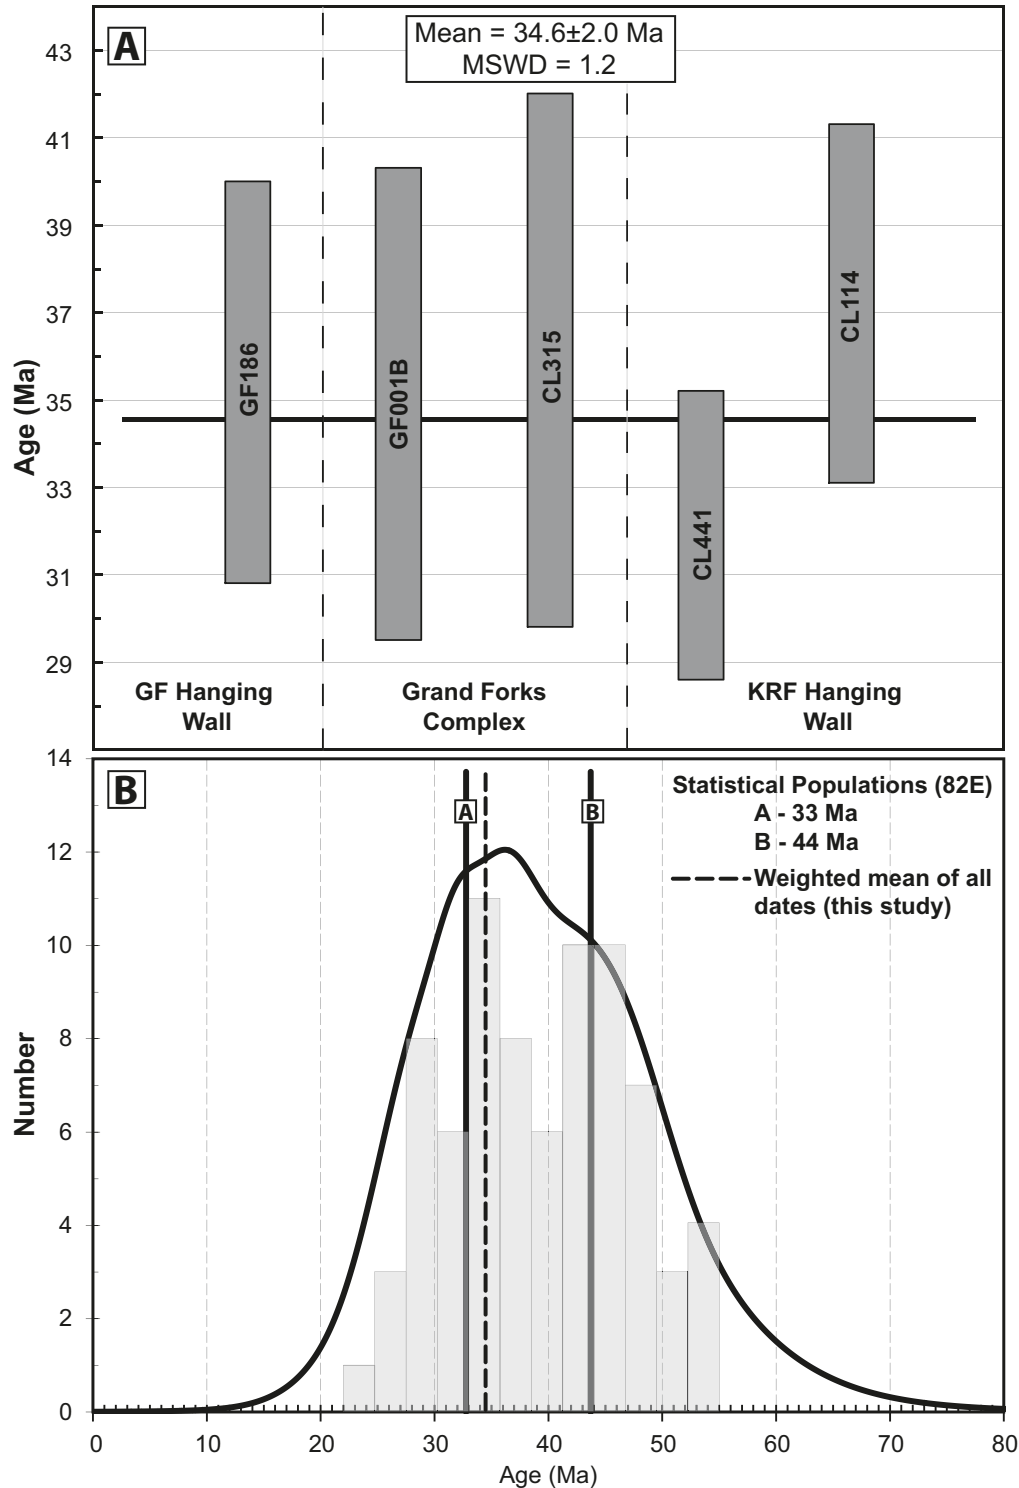 A
Mean = 34.6±2.0 Ma
MSWD = 1.2
43
41
39
37
35
33
31
29
Age (Ma)
GF186
GF001B
CL315
CL441
CL114
GF Hanging
Wall
Grand Forks
Complex
KRF Hanging
Wall
B
14
12
10
8
6
4
2
0
Number
A
B
Statistical Populations (82E)
A - 33 Ma
B - 44 Ma
Weighted mean of all
dates (this study)
0 10 20 30 40 50 60 70 80
Age (Ma)